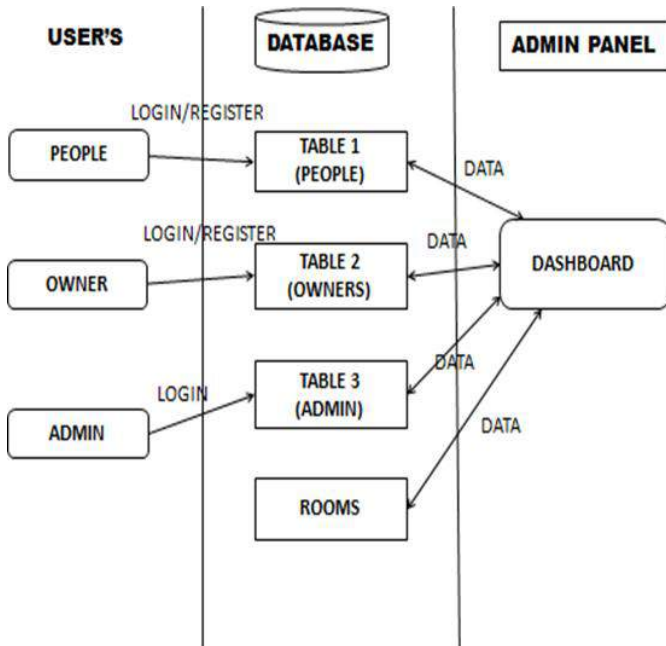 USER'S
DATABASE
ADMIN PANEL
LOGIN/REGISTER
PEOPLE
TABLE 1
(PEOPLE)
DATA
LOGIN/REGISTER
DATA
OWNER
TABLE 2
(OWNERS)
DASHBOARD
LOGIN
TABLE 3
(ADMIN)
DATA
ADMIN
DATA
ROOMS